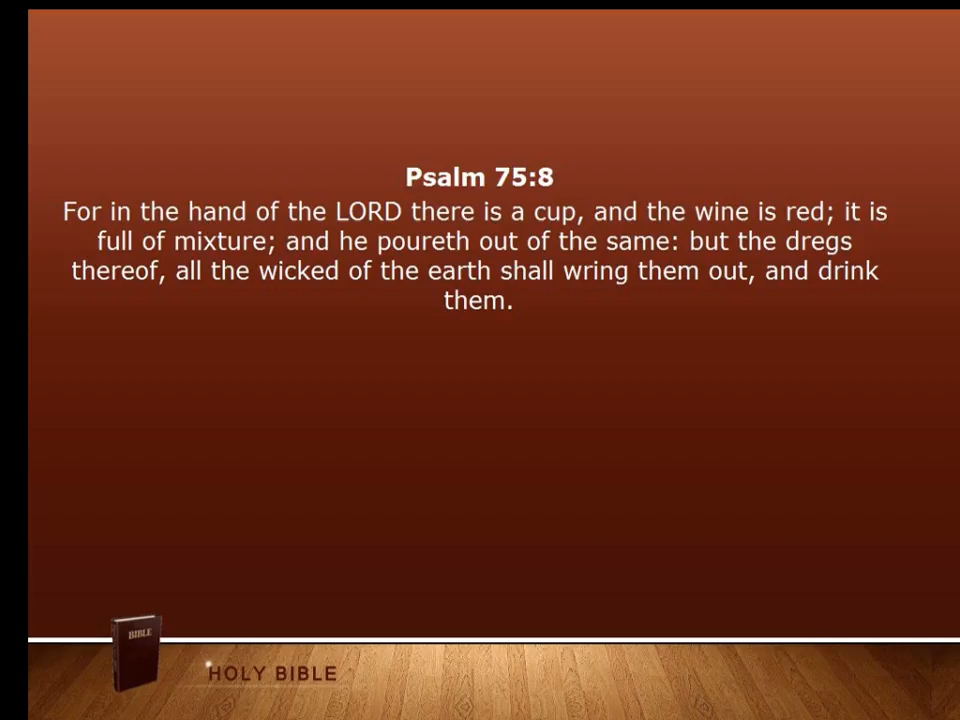 Psalm 75:8
For in the hand of the LORD there is a cup, and the wine is red; it is
full of mixture; and he poureth out of the same: but the dregs
thereof, all the wicked of the earth shall wring them out, and drink
them.
BIBLE
HOLY BIBLE